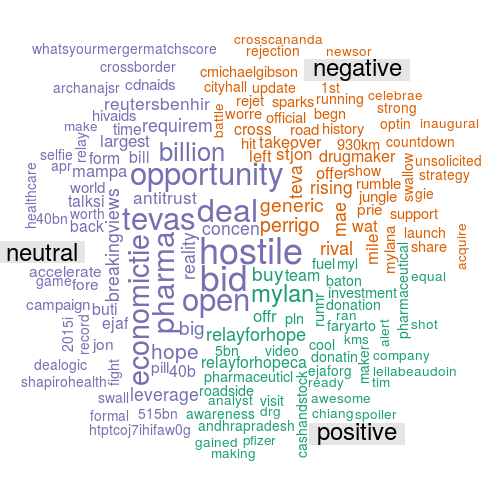 crosscananda
whatsyourmergermatchscore rejection newsor
crossborder negative
cmichaelgibson
archanajsr cdnaids cityhall update 1st celebrae
reutersbenhir rejet sparks running strong
hivaids battle worre official begn optin inaugural
make time requirem cross road history
relay largest hit takeover 930km countdown
selfie form bill billion left stjon drugmaker swallow unsolicited
apr mampa opportunity teva offer show strategy
healthcare world antitrust rising rumble gie
talksi jungle
40bn worth tevas deal generic mae prie support
back concen perrigo wat launch
breakingviews reality rival mile mylana share acquire
neutral economictie pharma hostile fuel myl pharmaceutical
accelerate bid buy team baton equal
game fore open mylan investment
campaign buti donation
2015i record ejaf big offr pln runnr ran faryarto alert shot
jon relayforhope cool kms
hope 5bn video donatin maker company
dealogic fight pill 40b relayforhopeca ejaforg leilabeaudoin
shapirohealth pharmaceuticl cashandstock ready tim
swall leverage roadside awesome
analyst visit
formal 515bn awareness drg chiang spoiler
htptcoj7ihifaw0g andhrapradesh
gained pfizer positive
making